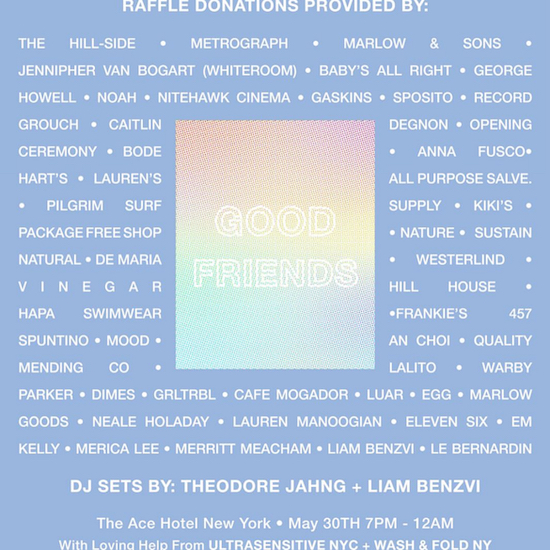 RAFFLE DONATIONS PROVIDED BY:
THE HILL-SIDE • METROGRAPH • MARLOW & SONS •
JENNIPHER VAN BOGART (WHITEROOM) • BABY'S ALL RIGHT • GEORGE
HOWELL • NOAH • NITEHAWK CINEMA • GASKINS • SPOSITO • RECORD
GROUCH • CAITLIN DEGNON • OPENING
CEREMONY • BODE • ANNA FUSCO•
HART'S • LAUREN'S ALL PURPOSE SALVE.
• PILGRIM SURF SUPPLY • KIKI'S •
PACKAGE FREE SHOP • NATURE • SUSTAIN
NATURAL • DE MARIA • WESTERLIND •
VINEGAR HILL HOUSE •
HAPA SWIMWEAR •FRANKIE'S 457
SPUNTINO • MOOD • AN CHOI • QUALITY
MENDING CO • LALITO • WARBY
PARKER • DIMES • GRLTRBL • CAFE MOGADOR • LUAR • EGG • MARLOW
GOODS • NEALE HOLADAY • LAUREN MANOOGIAN • ELEVEN SIX • EM
KELLY • MERICA LEE • MERRITT MEACHAM • LIAM BENZVI • LE BERNARDIN
GOOD
FRIENDS
DJ SETS BY: THEODORE JAHNG + LIAM BENZVI
The Ace Hotel New York • May 30TH 7PM - 12AM
With Loving Help From ULTRASENSITIVE NYC + WASH & FOLD NY